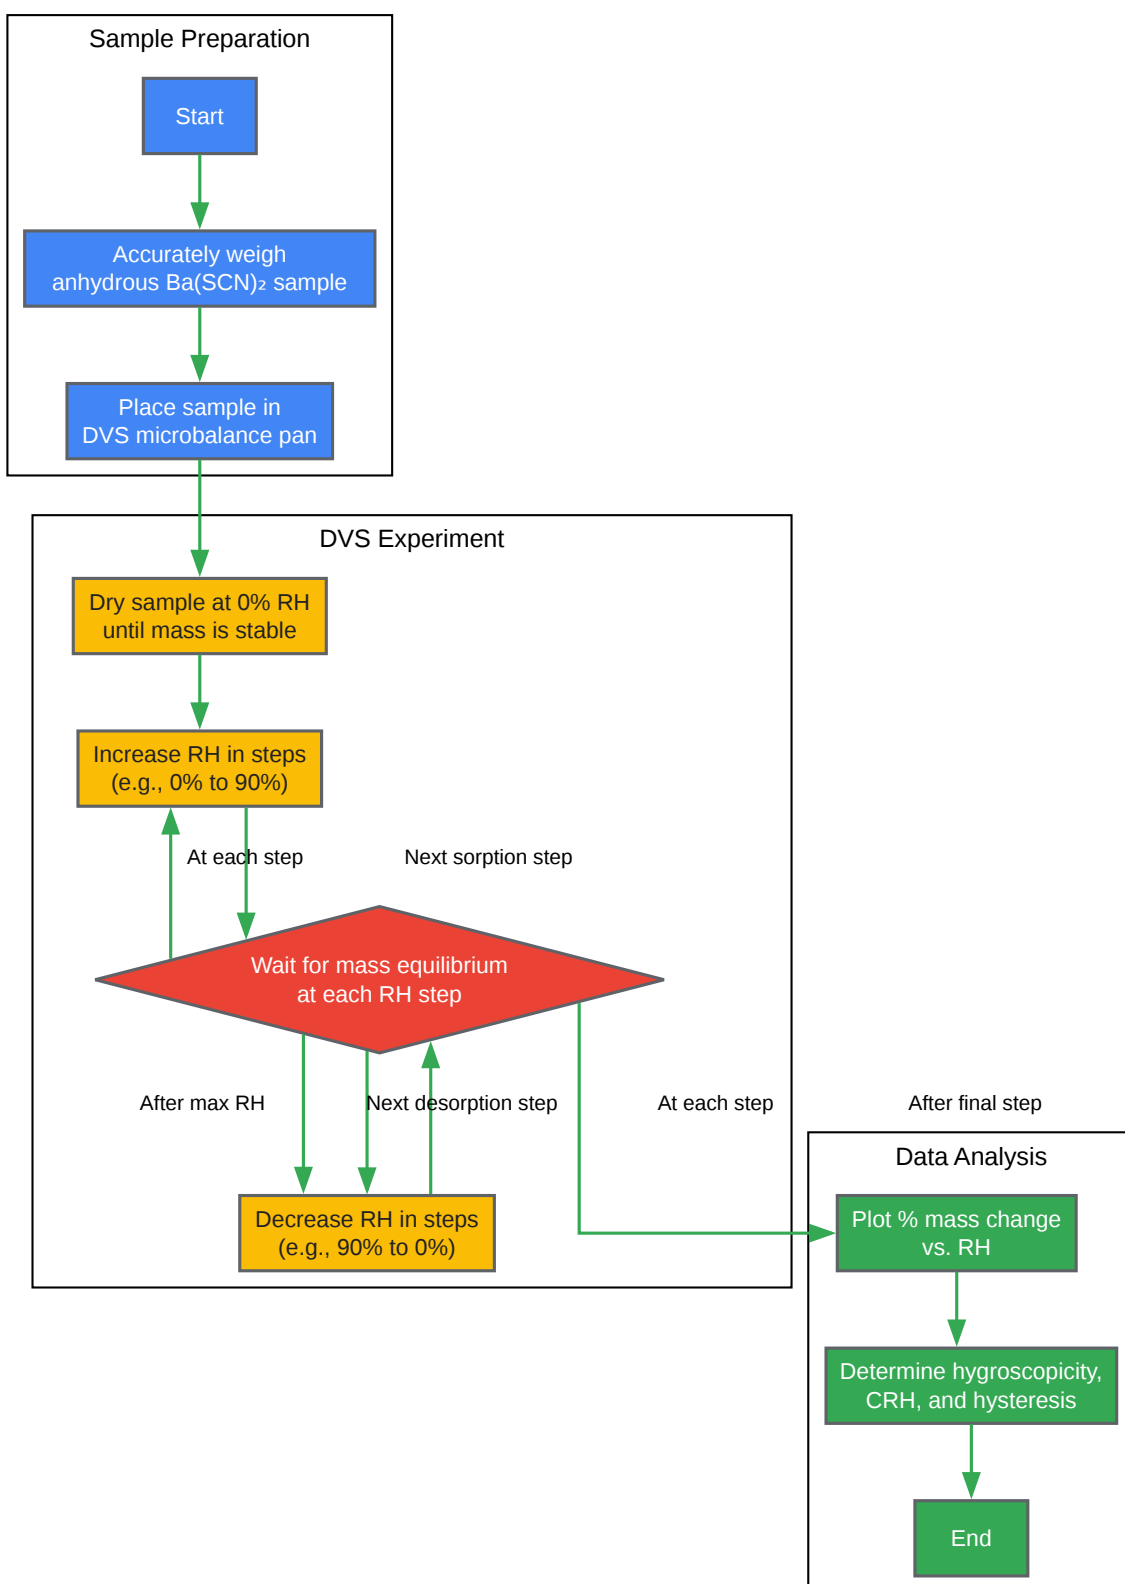 Sample Preparation
Start
Accurately weigh
anhydrous Ba(SCN)₂ sample
Place sample in
DVS microbalance pan
DVS Experiment
Dry sample at 0% RH
until mass is stable
Increase RH in steps
(e.g., 0% to 90%)
At each step
Next sorption step
Wait for mass equilibrium
at each RH step
After max RH
Next desorption step
At each step
After final step
Decrease RH in steps
(e.g., 90% to 0%)
Data Analysis
Plot % mass change
vs. RH
Determine hygroscopicity,
CRH, and hysteresis
End